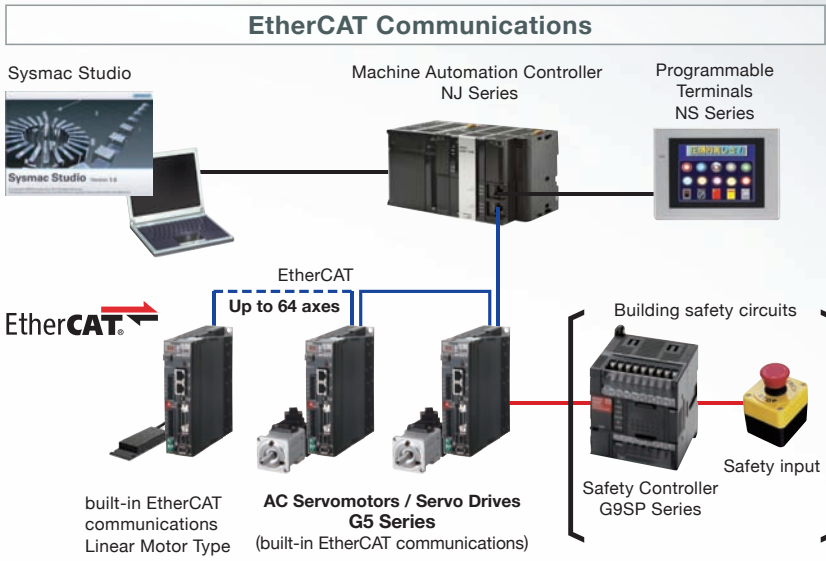 EtherCAT Communications
Sysmac Studio
Machine Automation Controller
NJ Series
Programmable
Terminals
NS Series
Sysmac Studio
EtherCAT
Up to 64 axes
EtherCAT®
Building safety circuits
Safety input
Safety Controller
G9SP Series
built-in EtherCAT
communications
Linear Motor Type
AC Servomotors / Servo Drives
G5 Series
(built-in EtherCAT communications)